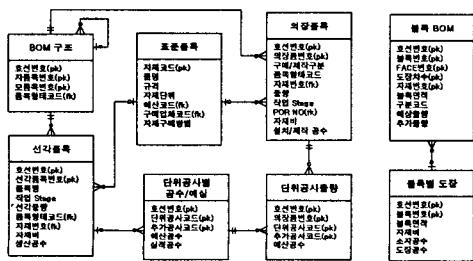 BOM 구조
호선번호(pk)
자품목번호(pk)
모품목번호(pk)
품목형태코드(fk)
표준품목
자재코드(pk)
품명
규격
자재단위
예산코드(fk)
구매업체코드(fk)
자재구매방법
의장품목
호선번호(pk)
의장품번호(pk)
구매/제작구분
품목형태코드
자재번호(fk)
물량
작업 Stage
POR NO(fk)
자재비
설치/제작 공수
블록 BOM
호선번호(pk)
블록번호(pk)
FACE번호(pk)
도장차수(pk)
자재번호(pk)
블록면적
구분코드
예상물량
추가물량
선각품목
호선번호(pk)
선각품목번호(pk)
품목명
작업 Stage
선각물량
품목형태코드(fk)
자재번호(fk)
자재비
생산공수
단위공사별
공수/예실
호선번호(pk)
단위공사코드(pk)
추가공사코드(pk)
예산공수
실적공수
단위공사물량
호선번호(pk)
의장품번호(pk)
단위공사코드(pk)
추가공사코드(pk)
예산공수
블록별 도장
호선번호(pk)
블록번호(pk)
블록면적
자재비
소지공수
도장공수